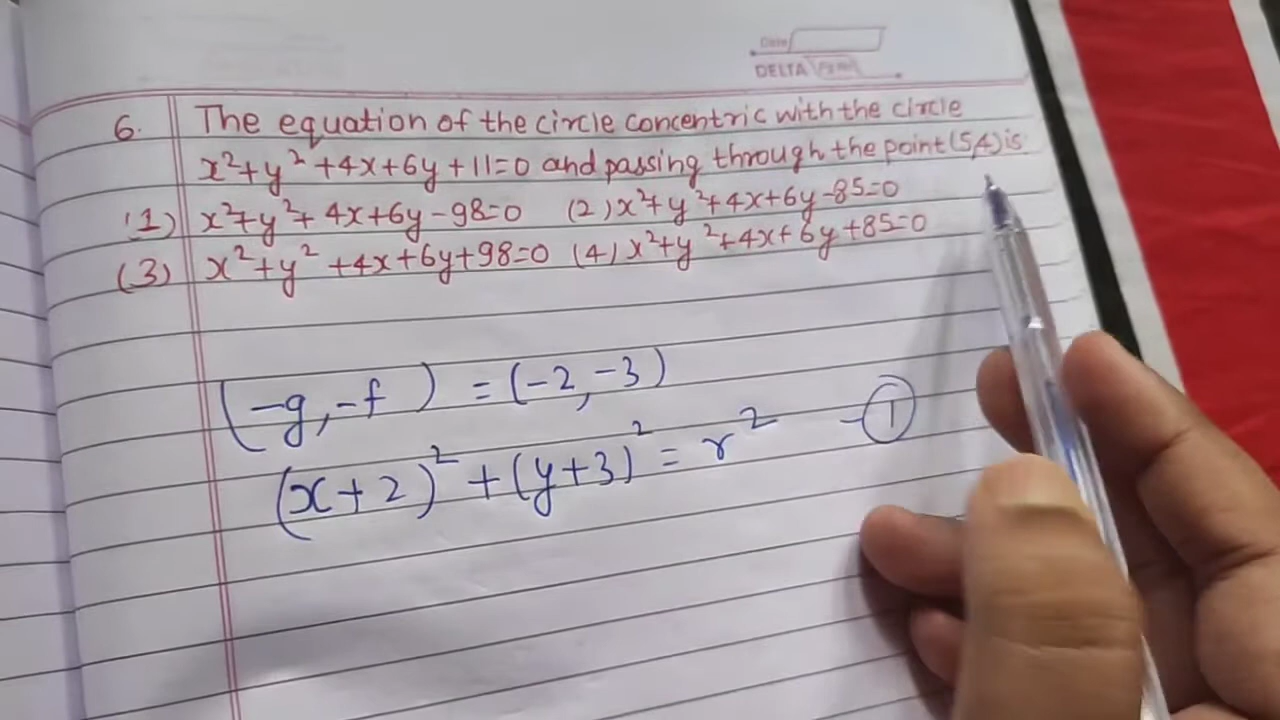 Date
DELTA
6. The equation of the circle concentric with the circle
x²+y²+4x+6y+11=0 and passing through the point (5,4) is
(1) x²+y²+4x+6y-98=0 (2) x²+y²+4x+6y-85=0
(3) x²+y²+4x+6y+98=0 (4) x²+y²+4x+6y+85=0
(-g,-f) = (-2,-3)
(x+2)²+(y+3)² = r² -①